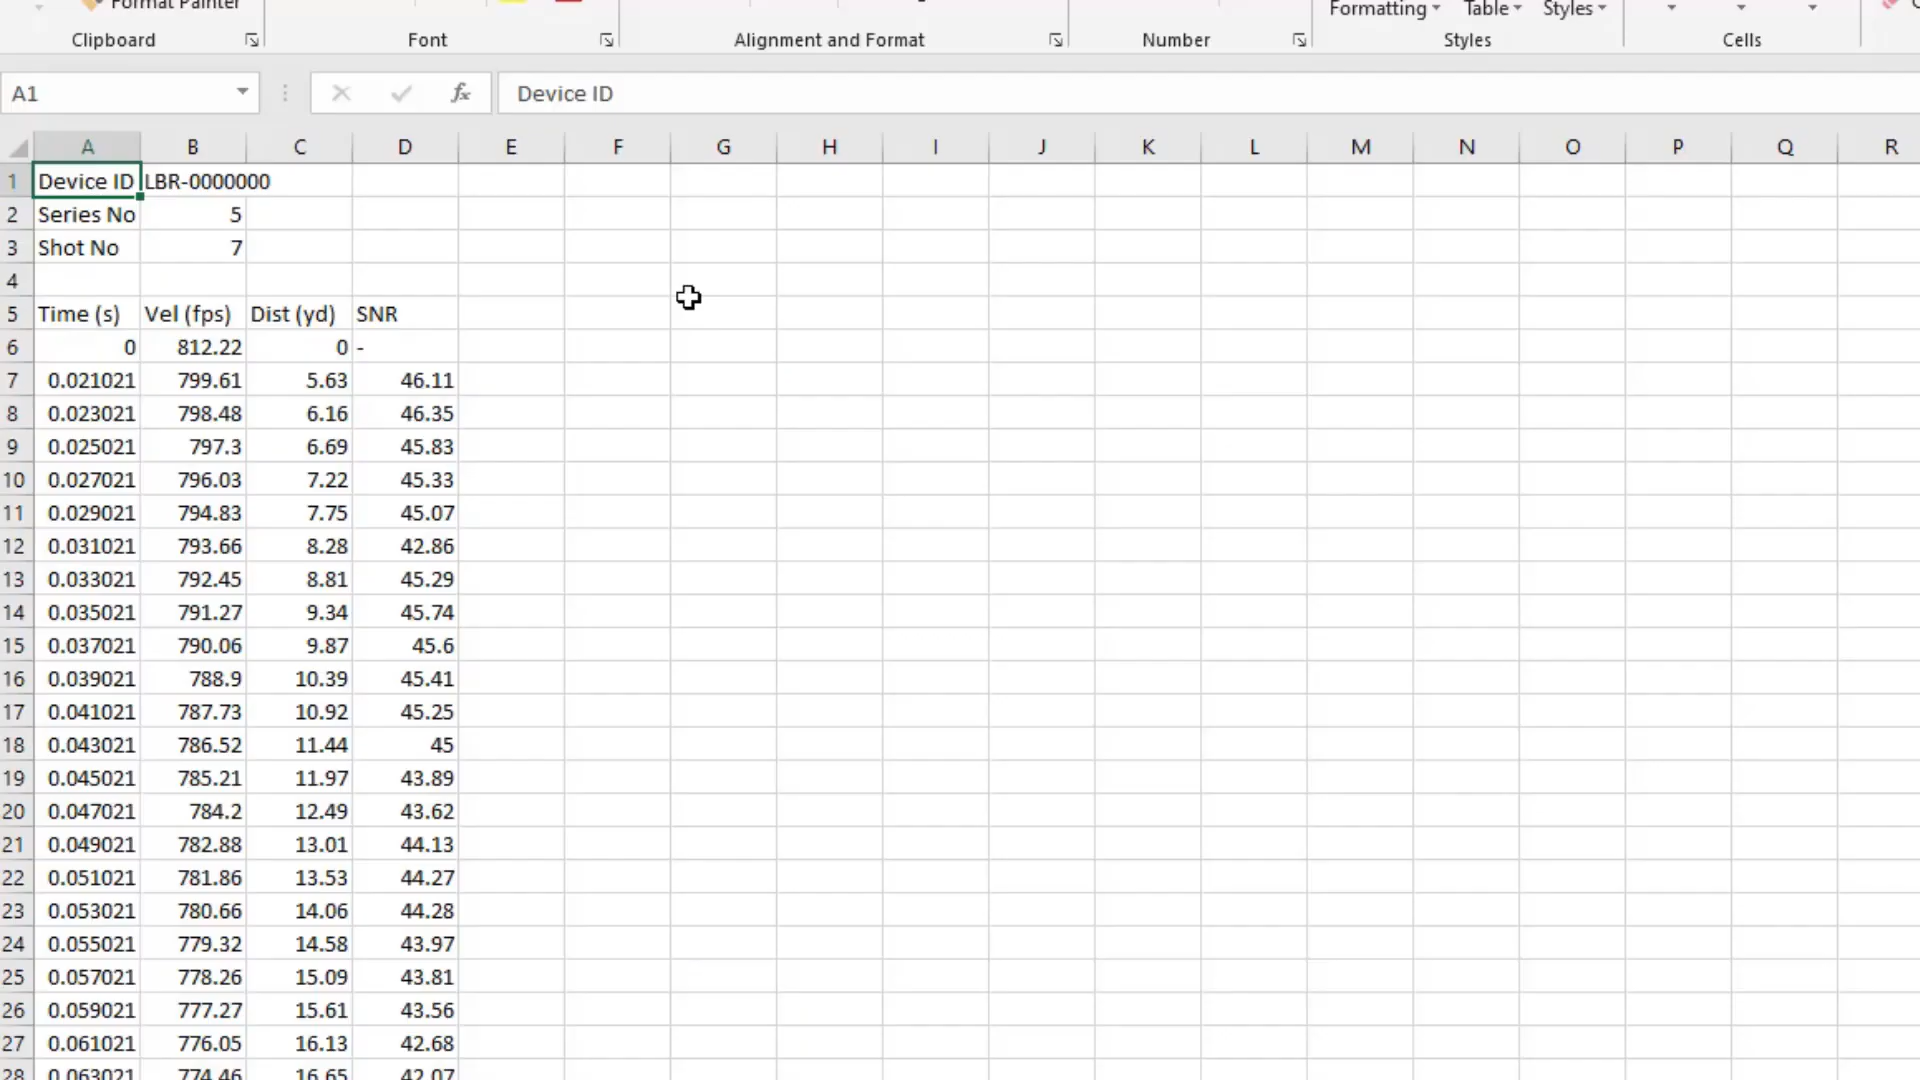 Format Painter
Formatting Table Styles
Clipboard Font Alignment and Format Number Styles Cells
A1 fx Device ID
A B C D E F G H I J K L M N O P Q R
1 Device ID LBR-0000000
2 Series No 5
3 Shot No 7
4
5 Time (s) Vel (fps) Dist (yd) SNR
6 0 812.22 0 -
7 0.021021 799.61 5.63 46.11
8 0.023021 798.48 6.16 46.35
9 0.025021 797.3 6.69 45.83
10 0.027021 796.03 7.22 45.33
11 0.029021 794.83 7.75 45.07
12 0.031021 793.66 8.28 42.86
13 0.033021 792.45 8.81 45.29
14 0.035021 791.27 9.34 45.74
15 0.037021 790.06 9.87 45.6
16 0.039021 788.9 10.39 45.41
17 0.041021 787.73 10.92 45.25
18 0.043021 786.52 11.44 45
19 0.045021 785.21 11.97 43.89
20 0.047021 784.2 12.49 43.62
21 0.049021 782.88 13.01 44.13
22 0.051021 781.86 13.53 44.27
23 0.053021 780.66 14.06 44.28
24 0.055021 779.32 14.58 43.97
25 0.057021 778.26 15.09 43.81
26 0.059021 777.27 15.61 43.56
27 0.061021 776.05 16.13 42.68
28 0.063021 774.46 16.65 42.07